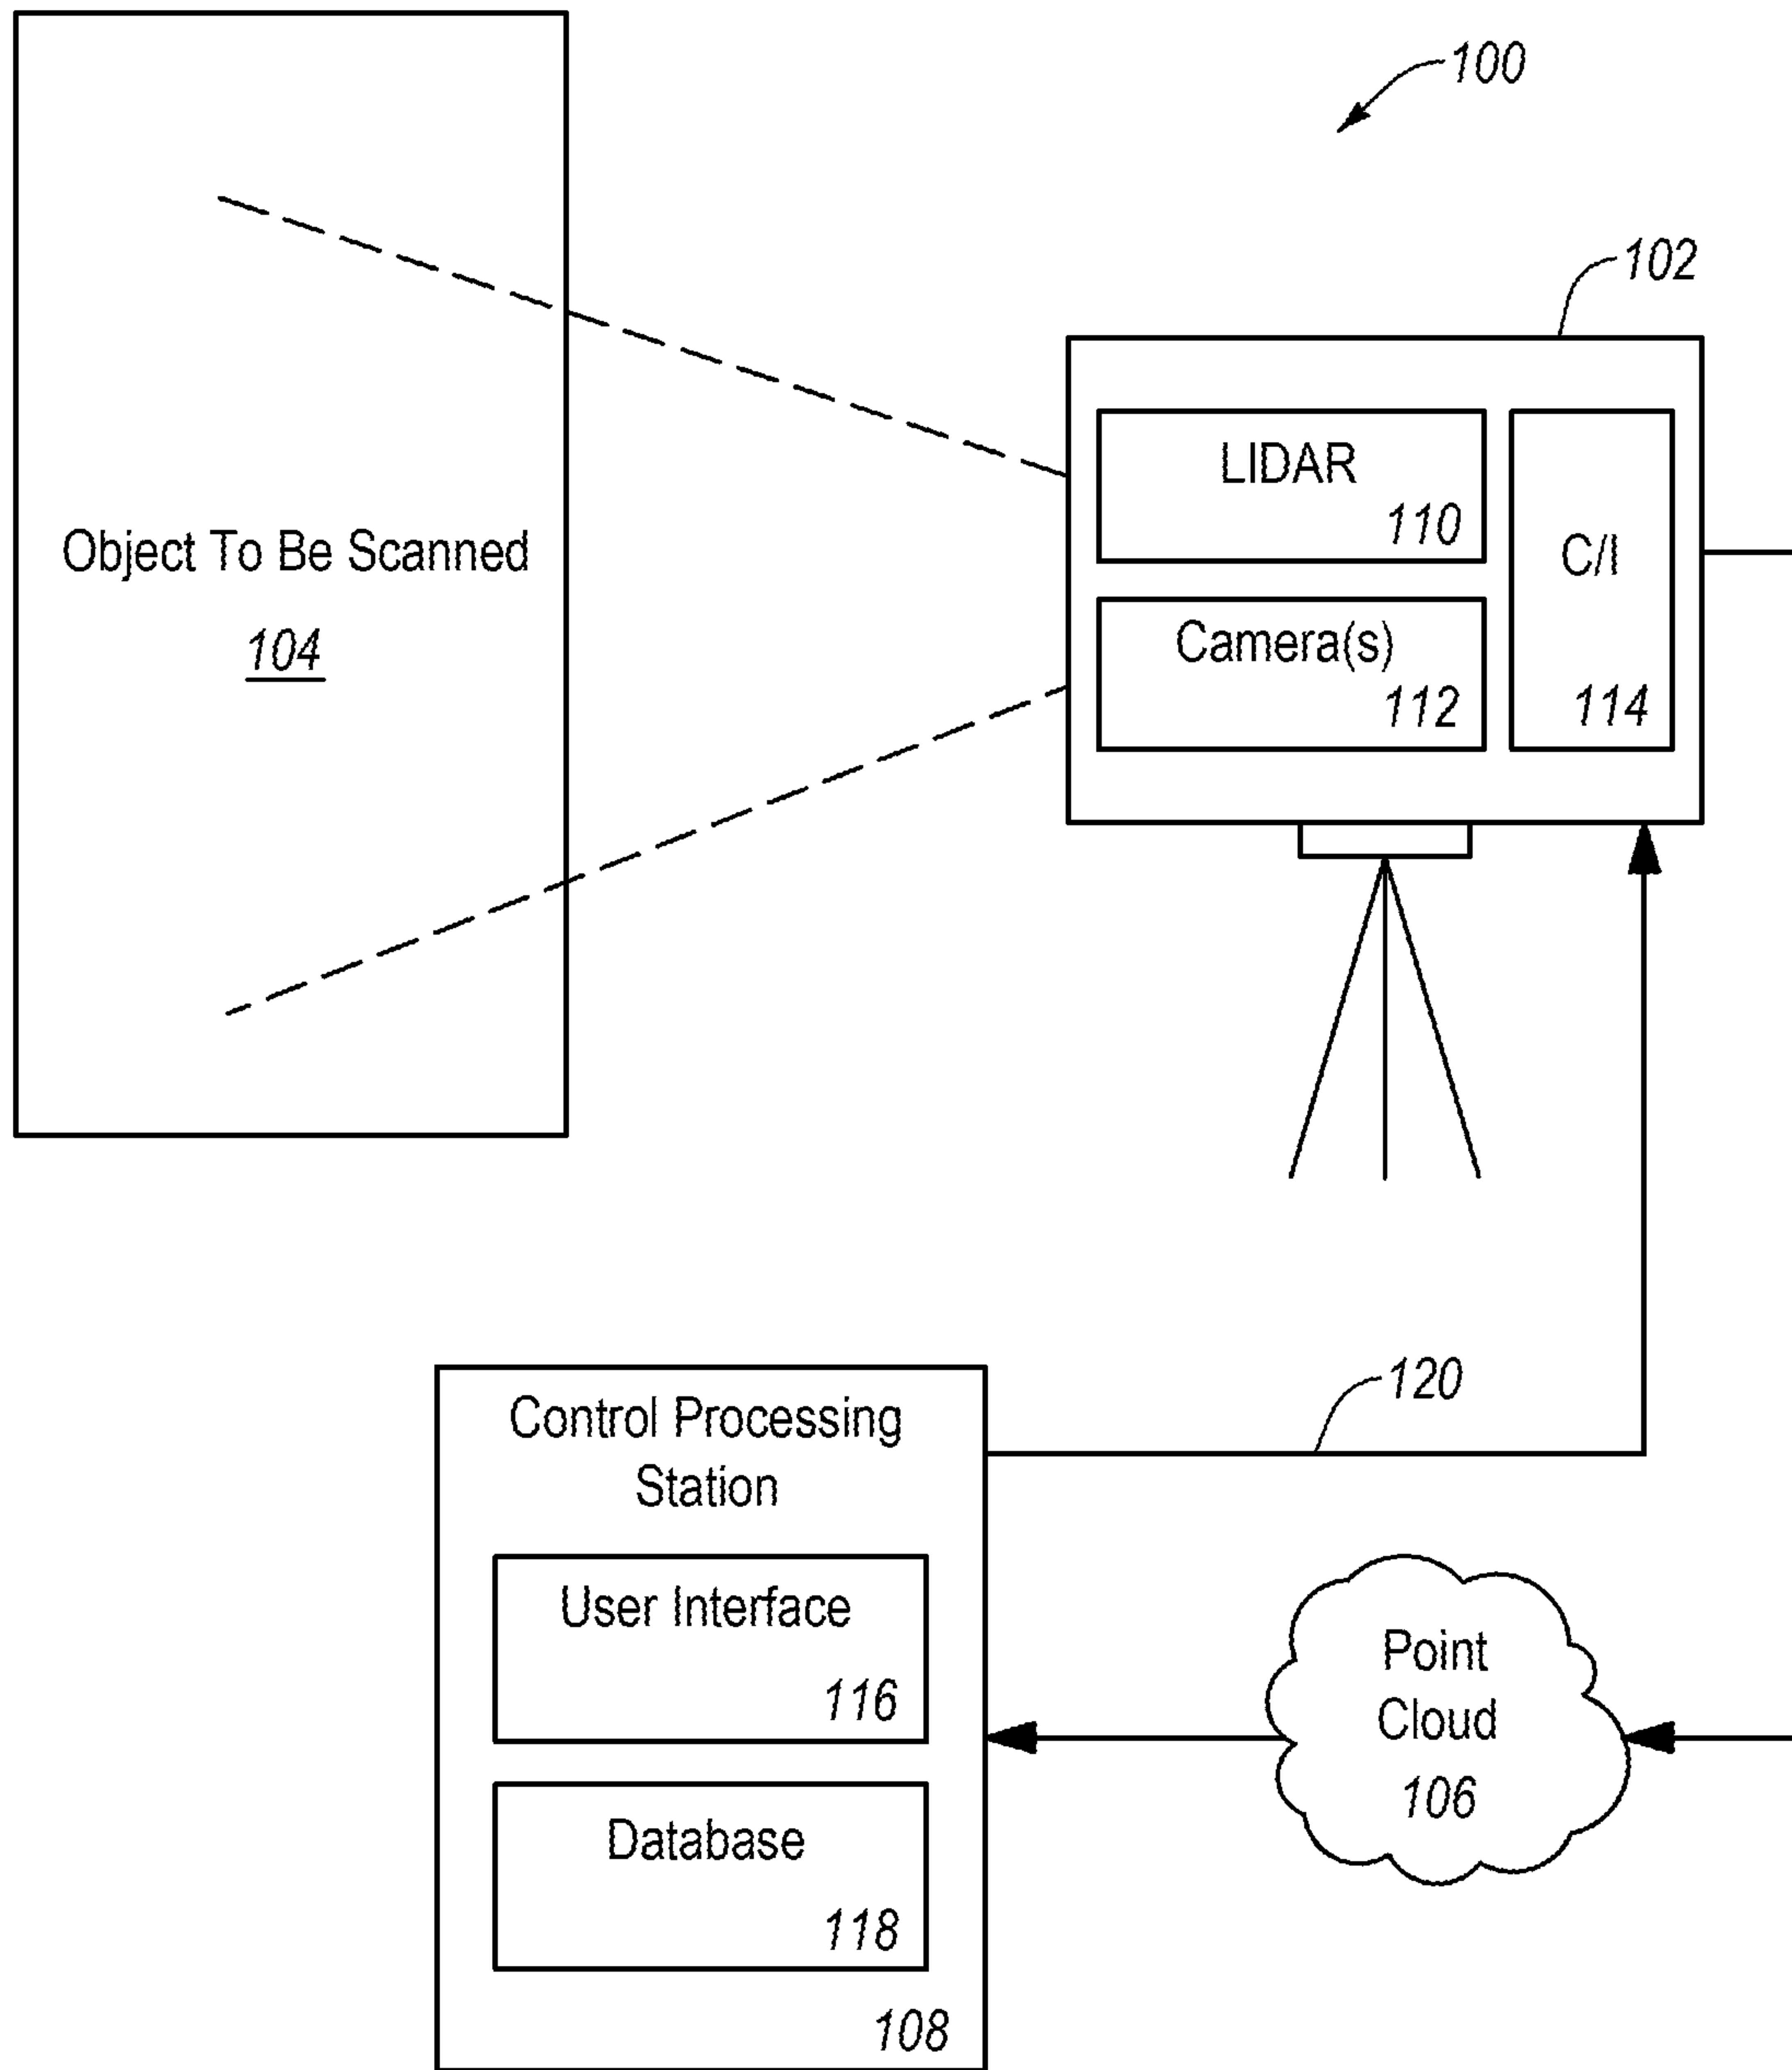 100
102
Object To Be Scanned
104
LIDAR
110
Camera(s)
112
C/I
114
120
Control Processing
Station
User Interface
116
Database
118
108
Point
Cloud
106